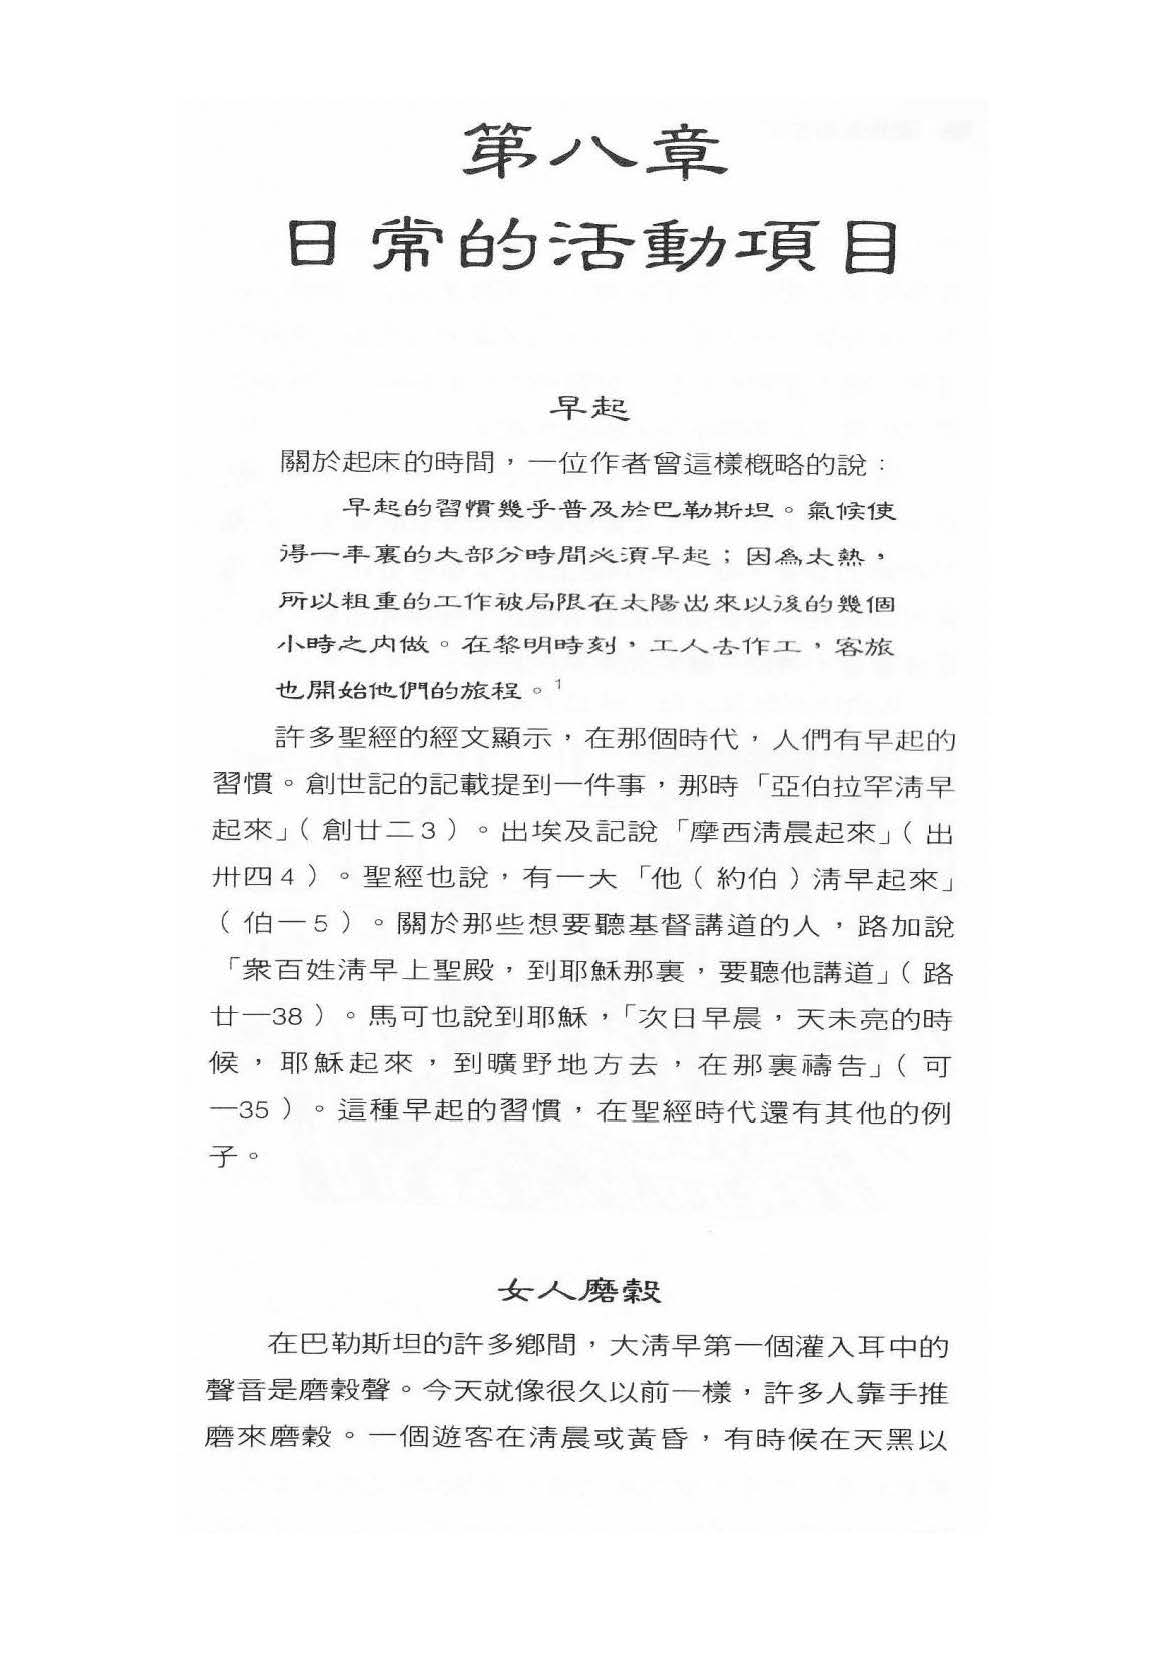 第八章
日常的活動項目
早起
關於起床的時間，一位作者曾這樣概略的說：
早起的習慣幾乎普及於巴勒斯坦。氣候使
得一年裏的大部分時間必須早起；因為太熱，
所以粗重的工作被局限在太陽出來以後的幾個
小時之內做。在黎明時刻，工人去作工，客旅
也開始他們的旅程。1
許多聖經的經文顯示，在那個時代，人們有早起的
習慣。創世記的記載提到一件事，那時「亞伯拉罕清早
起來」（創廿二3）。出埃及記說「摩西清晨起來」（出
卅四4）。聖經也說，有一大「他（約伯）清早起來」
（伯一5）。關於那些想要聽基督講道的人，路加說
「衆百姓清早上聖殿，到耶穌那裏，要聽他講道」（路
廿一38）。馬可也說到耶穌，「次日早晨，天未亮的時
候，耶穌起來，到曠野地方去，在那裏禱告」（可
一35）。這種早起的習慣，在聖經時代還有其他的例
子。
女人磨穀
在巴勒斯坦的許多鄉間，大清早第一個灌入耳中的
聲音是磨穀聲。今天就像很久以前一樣，許多人靠手推
磨來磨穀。一個遊客在清晨或黃昏，有時候在天黑以